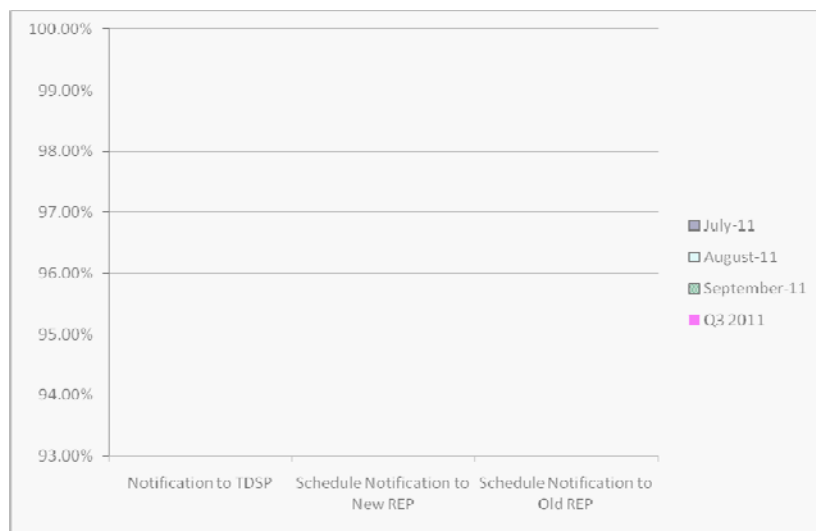 100.00%
99.00%
98.00%
97.00%
96.00%
95.00%
94.00%
93.00%
Notification to TDSP
Schedule Notification to
New REP
Schedule Notification to
Old REP
July-11
August-11
September-11
Q3 2011